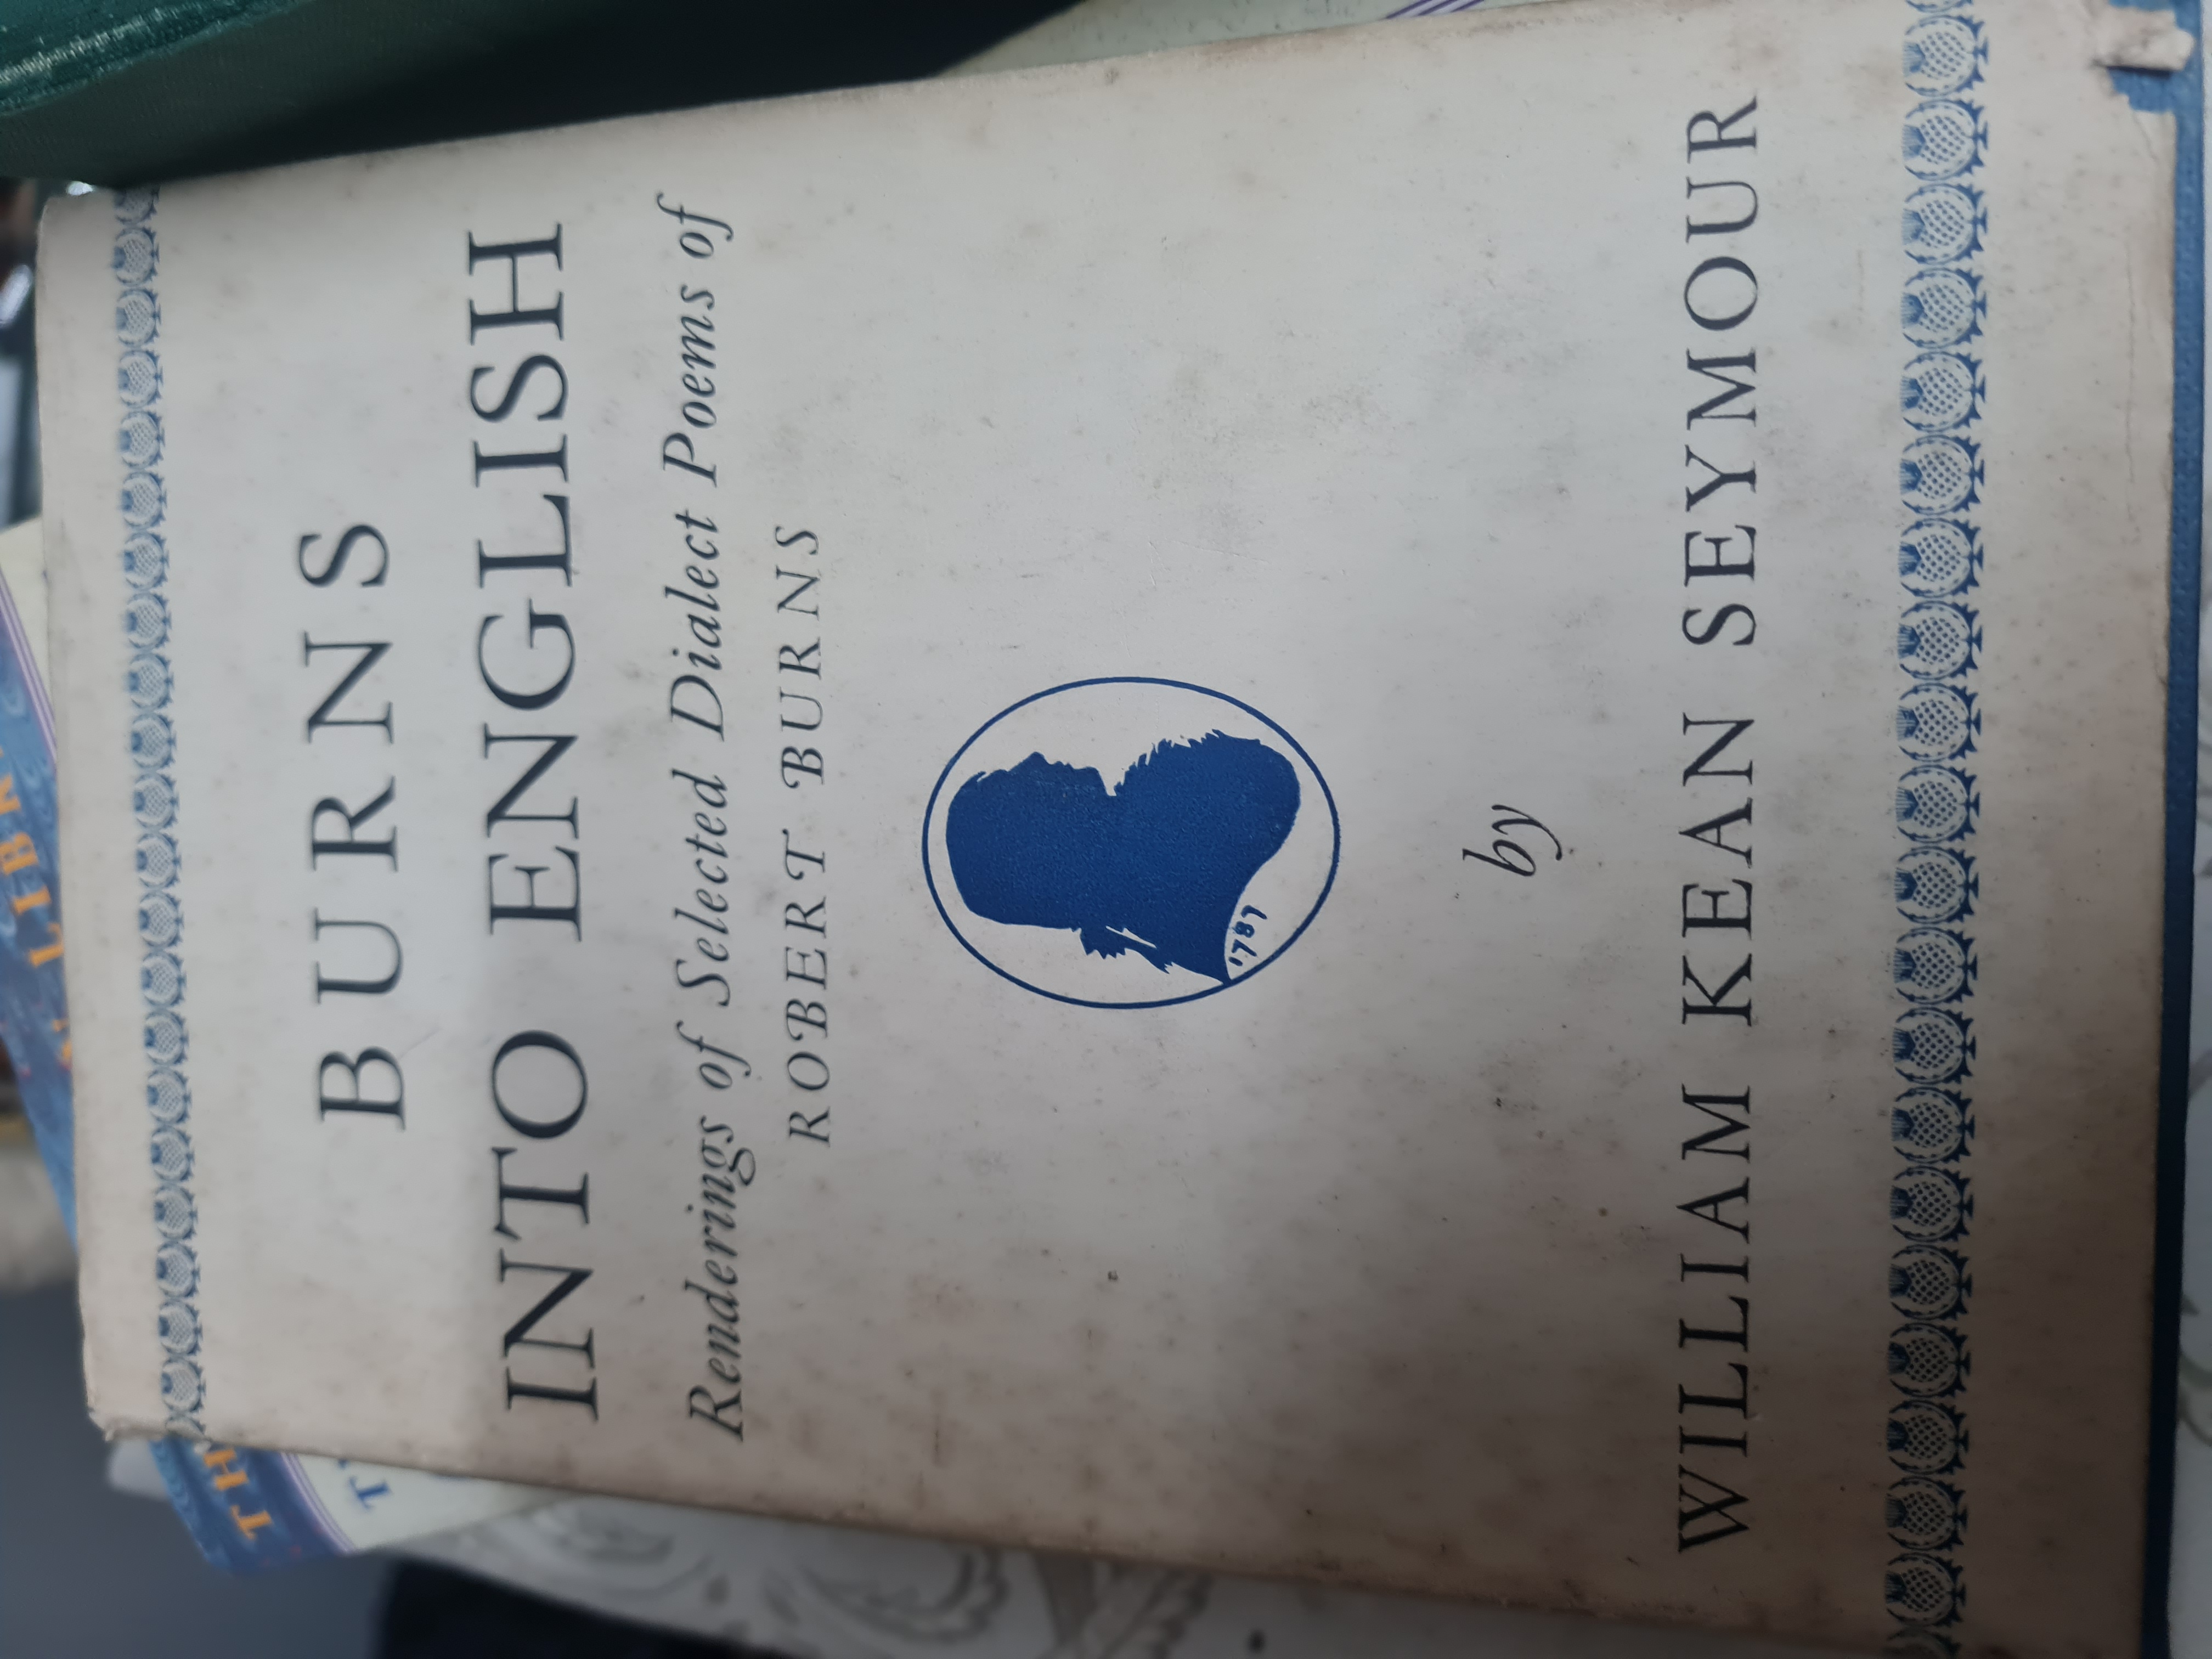 BURNS
INTO ENGLISH
Renderings of Selected Dialect Poems of
ROBERT BURNS
1787
by
WILLIAM KEAN SEYMOUR